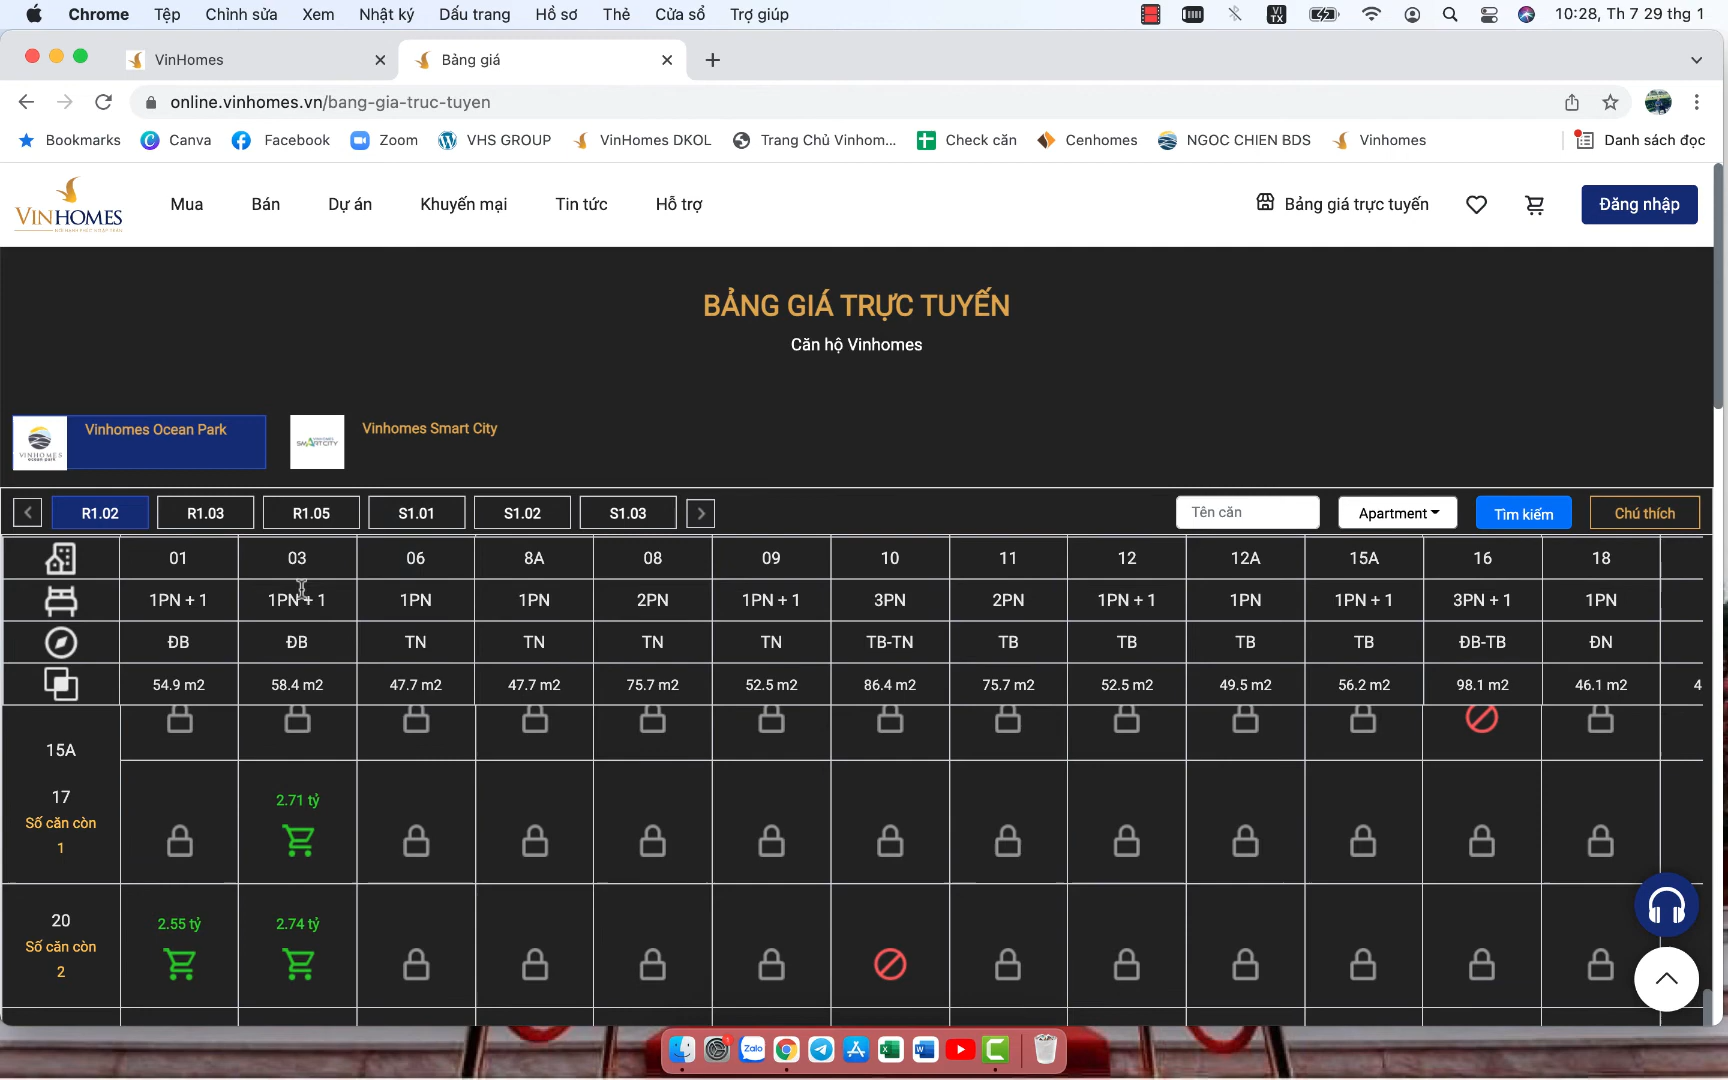 Chrome Tệp Chỉnh sửa Xem Nhật ký Dấu trang Hồ sơ Thẻ Cửa sổ Trợ giúp VI TX 10:28, Th 7 29 thg 1
VinHomes Bảng giá
online.vinhomes.vn/bang-gia-truc-tuyen
Bookmarks Canva Facebook Zoom VHS GROUP VinHomes DKOL Trang Chủ Vinhom... Check căn Cenhomes NGOC CHIEN BDS Vinhomes Danh sách đọc
VINHOMES Mua Bán Dự án Khuyến mại Tin tức Hỗ trợ Bảng giá trực tuyến Đăng nhập
BẢNG GIÁ TRỰC TUYẾN
Căn hộ Vinhomes
VINHOMES ocean park Vinhomes Ocean Park VINHOMES SMARTCITY Vinhomes Smart City
R1.02 R1.03 R1.05 S1.01 S1.02 S1.03 Tên căn Apartment Tìm kiếm Chú thích
01 03 06 8A 08 09 10 11 12 12A 15A 16 18
1PN + 1 1PN + 1 1PN 1PN 2PN 1PN + 1 3PN 2PN 1PN + 1 1PN 1PN + 1 3PN + 1 1PN
ĐB ĐB TN TN TN TN TB-TN TB TB TB TB ĐB-TB ĐN
54.9 m2 58.4 m2 47.7 m2 47.7 m2 75.7 m2 52.5 m2 86.4 m2 75.7 m2 52.5 m2 49.5 m2 56.2 m2 98.1 m2 46.1 m2 4
15A
17 2.71 tỷ
Số căn còn
1
20 2.55 tỷ 2.74 tỷ
Số căn còn
2
Zalo